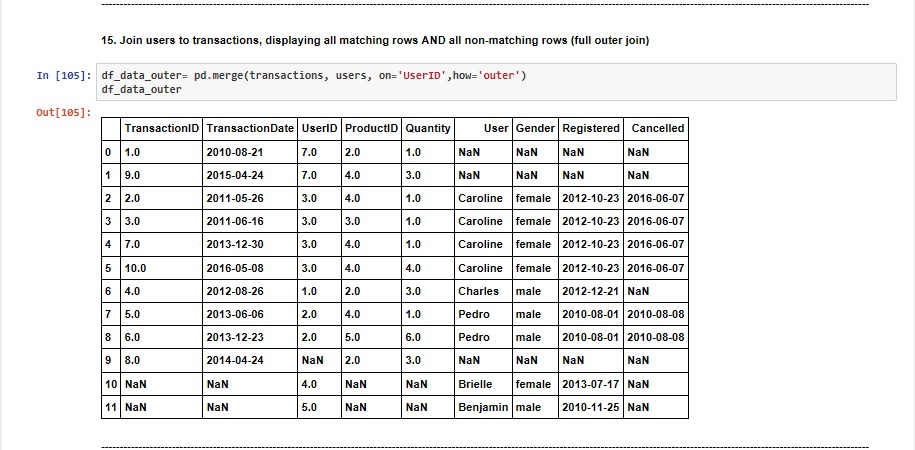 15. Join users to transactions, displaying all matching rows AND all non-matching rows (full outer join)
In [105]: df_data_outer= pd.merge(transactions, users, on='UserID',how='outer')
df_data_outer
Out[105]:
TransactionID TransactionDate UserID ProductID Quantity User Gender Registered Cancelled
0 1.0 2010-08-21 7.0 2.0 1.0 NaN NaN NaN NaN
1 9.0 2015-04-24 7.0 4.0 3.0 NaN NaN NaN NaN
2 2.0 2011-05-26 3.0 4.0 1.0 Caroline female 2012-10-23 2016-06-07
3 3.0 2011-06-16 3.0 3.0 1.0 Caroline female 2012-10-23 2016-06-07
4 7.0 2013-12-30 3.0 4.0 1.0 Caroline female 2012-10-23 2016-06-07
5 10.0 2016-05-08 3.0 4.0 4.0 Caroline female 2012-10-23 2016-06-07
6 4.0 2012-08-26 1.0 2.0 3.0 Charles male 2012-12-21 NaN
7 5.0 2013-06-06 2.0 4.0 1.0 Pedro male 2010-08-01 2010-08-08
8 6.0 2013-12-23 2.0 5.0 6.0 Pedro male 2010-08-01 2010-08-08
9 8.0 2014-04-24 NaN 2.0 3.0 NaN NaN NaN NaN
10 NaN NaN 4.0 NaN NaN Brielle female 2013-07-17 NaN
11 NaN NaN 5.0 NaN NaN Benjamin male 2010-11-25 NaN